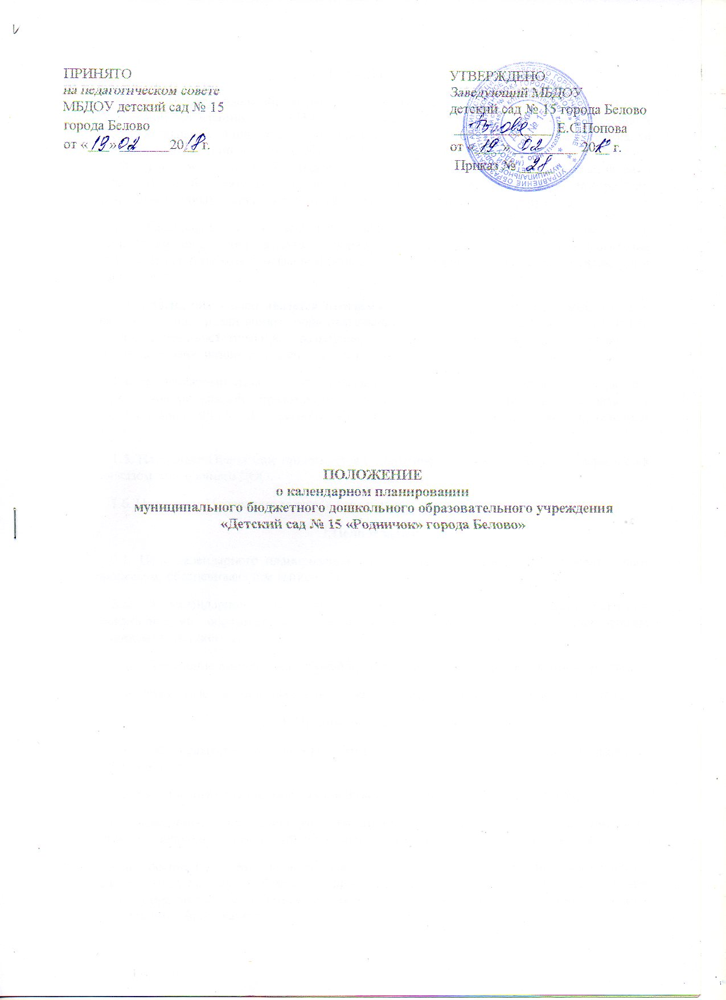 ПРИНЯТО
на педагогическом совете
МБДОУ детский сад № 15
города Белово
от «19» 02 2018 г.
УТВЕРЖДЕНО
Заведующий МБДОУ
детский сад № 15 города Белово
Е.С.Попова
от «19» 02 20 г.
Приказ № 28
ПОЛОЖЕНИЕ
о календарном планировании
муниципального бюджетного дошкольного образовательного учреждения
«Детский сад № 15 «Родничок» города Белово»